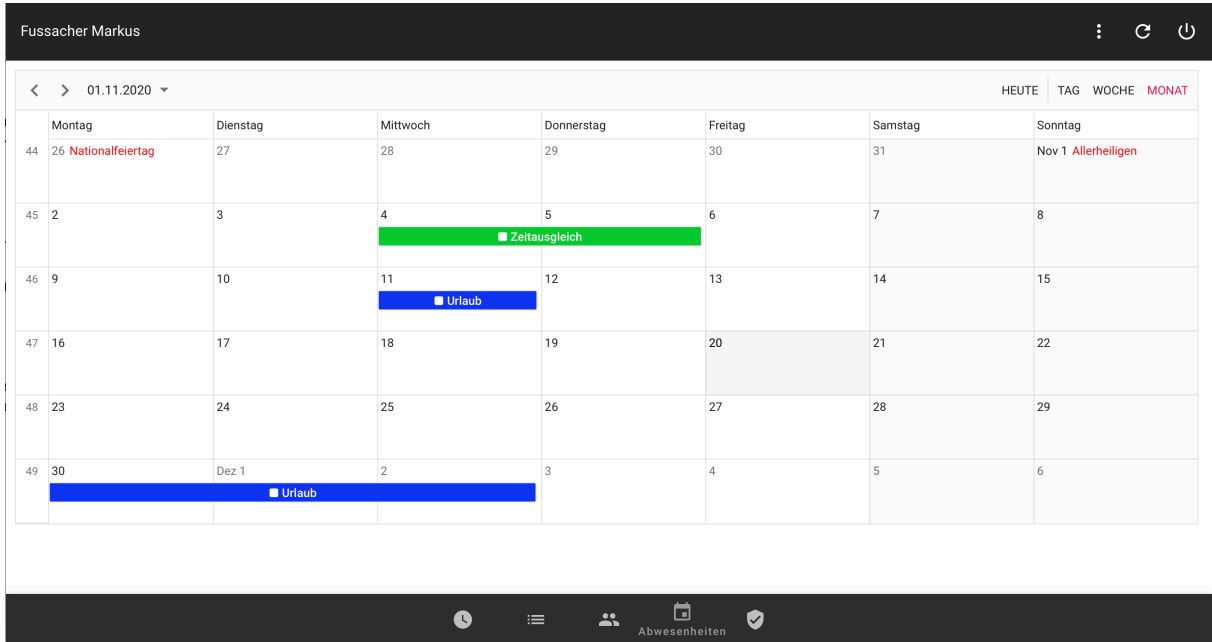 Fussacher Markus
01.11.2020 HEUTE TAG WOCHE MONAT
Montag Dienstag Mittwoch Donnerstag Freitag Samstag Sonntag
44 26 Nationalfeiertag 27 28 29 30 31 Nov 1 Allerheiligen
45 2 3 4 5 6 7 8
Zeitausgleich
46 9 10 11 12 13 14 15
Urlaub
47 16 17 18 19 20 21 22
48 23 24 25 26 27 28 29
49 30 Dez 1 2 3 4 5 6
Urlaub
Abwesenheiten